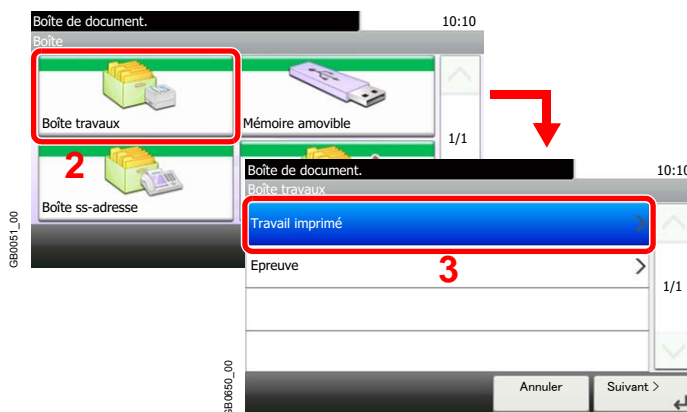 Boîte de document. 10:10
Boîte
Boîte travaux
Mémoire amovible
1/1
2
Boîte ss-adresse
GB0051_00
Boîte de document. 10:10
Boîte travaux
Travail imprimé
Epreuve
3
1/1
Annuler
Suivant >
GB0650_00